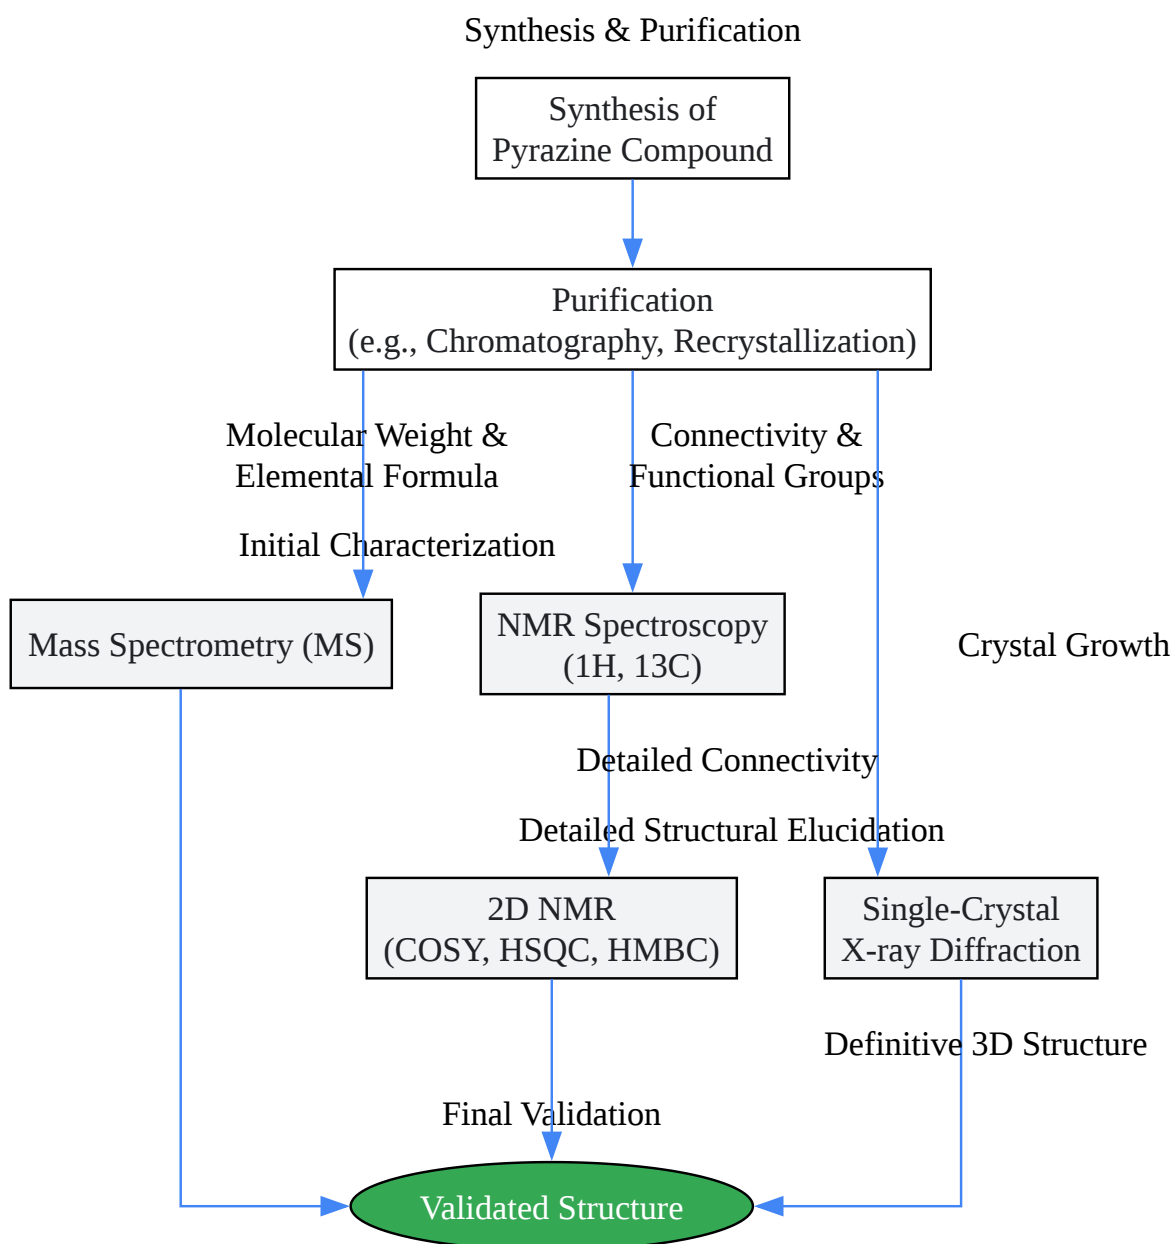 Synthesis & Purification
Synthesis of
Pyrazine Compound
Purification
(e.g., Chromatography, Recrystallization)
Molecular Weight &
Elemental Formula
Connectivity &
Functional Groups
Initial Characterization
Mass Spectrometry (MS)
NMR Spectroscopy
(1H, 13C)
Crystal Growth
Detailed Connectivity
Detailed Structural Elucidation
2D NMR
(COSY, HSQC, HMBC)
Single-Crystal
X-ray Diffraction
Definitive 3D Structure
Final Validation
Validated Structure